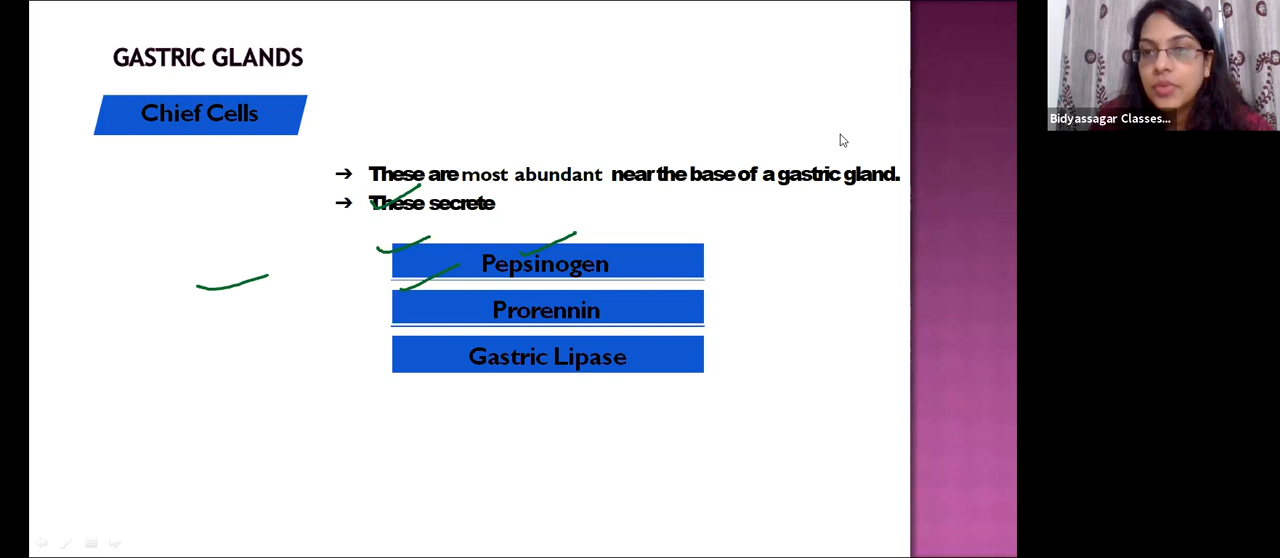 GASTRIC GLANDS
Chief Cells
Bidyassagar Classes...
➔ These are most abundant near the base of a gastric gland.
➔ These secrete
Pepsinogen
Prorennin
Gastric Lipase